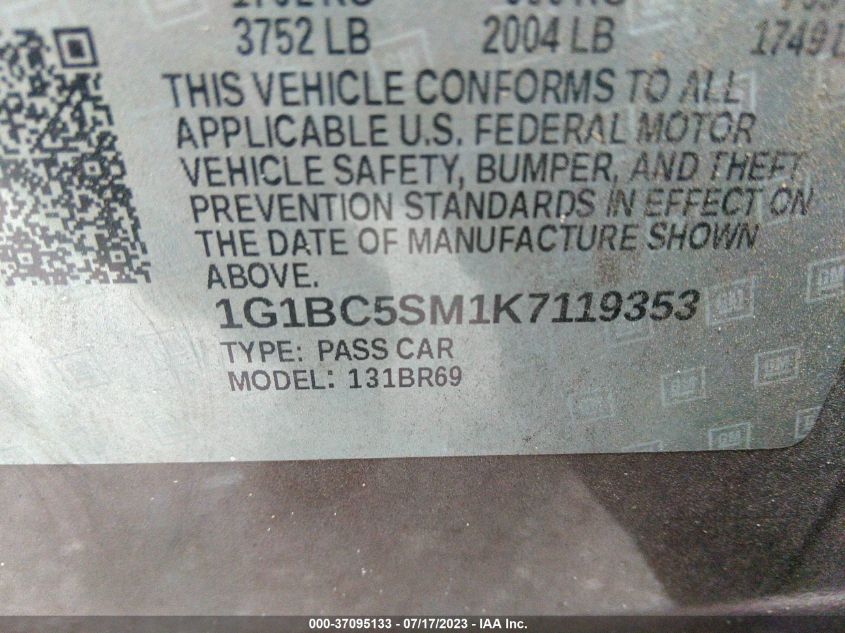 3752 LB 2004 LB 1749 L
THIS VEHICLE CONFORMS TO ALL
APPLICABLE U.S. FEDERAL MOTOR
VEHICLE SAFETY, BUMPER, AND THEFT
PREVENTION STANDARDS IN EFFECT ON
THE DATE OF MANUFACTURE SHOWN
ABOVE.
1G1BC5SM1K7119353
TYPE: PASS CAR
MODEL: 131BR69
000-37095133 - 07/17/2023 - IAA Inc.